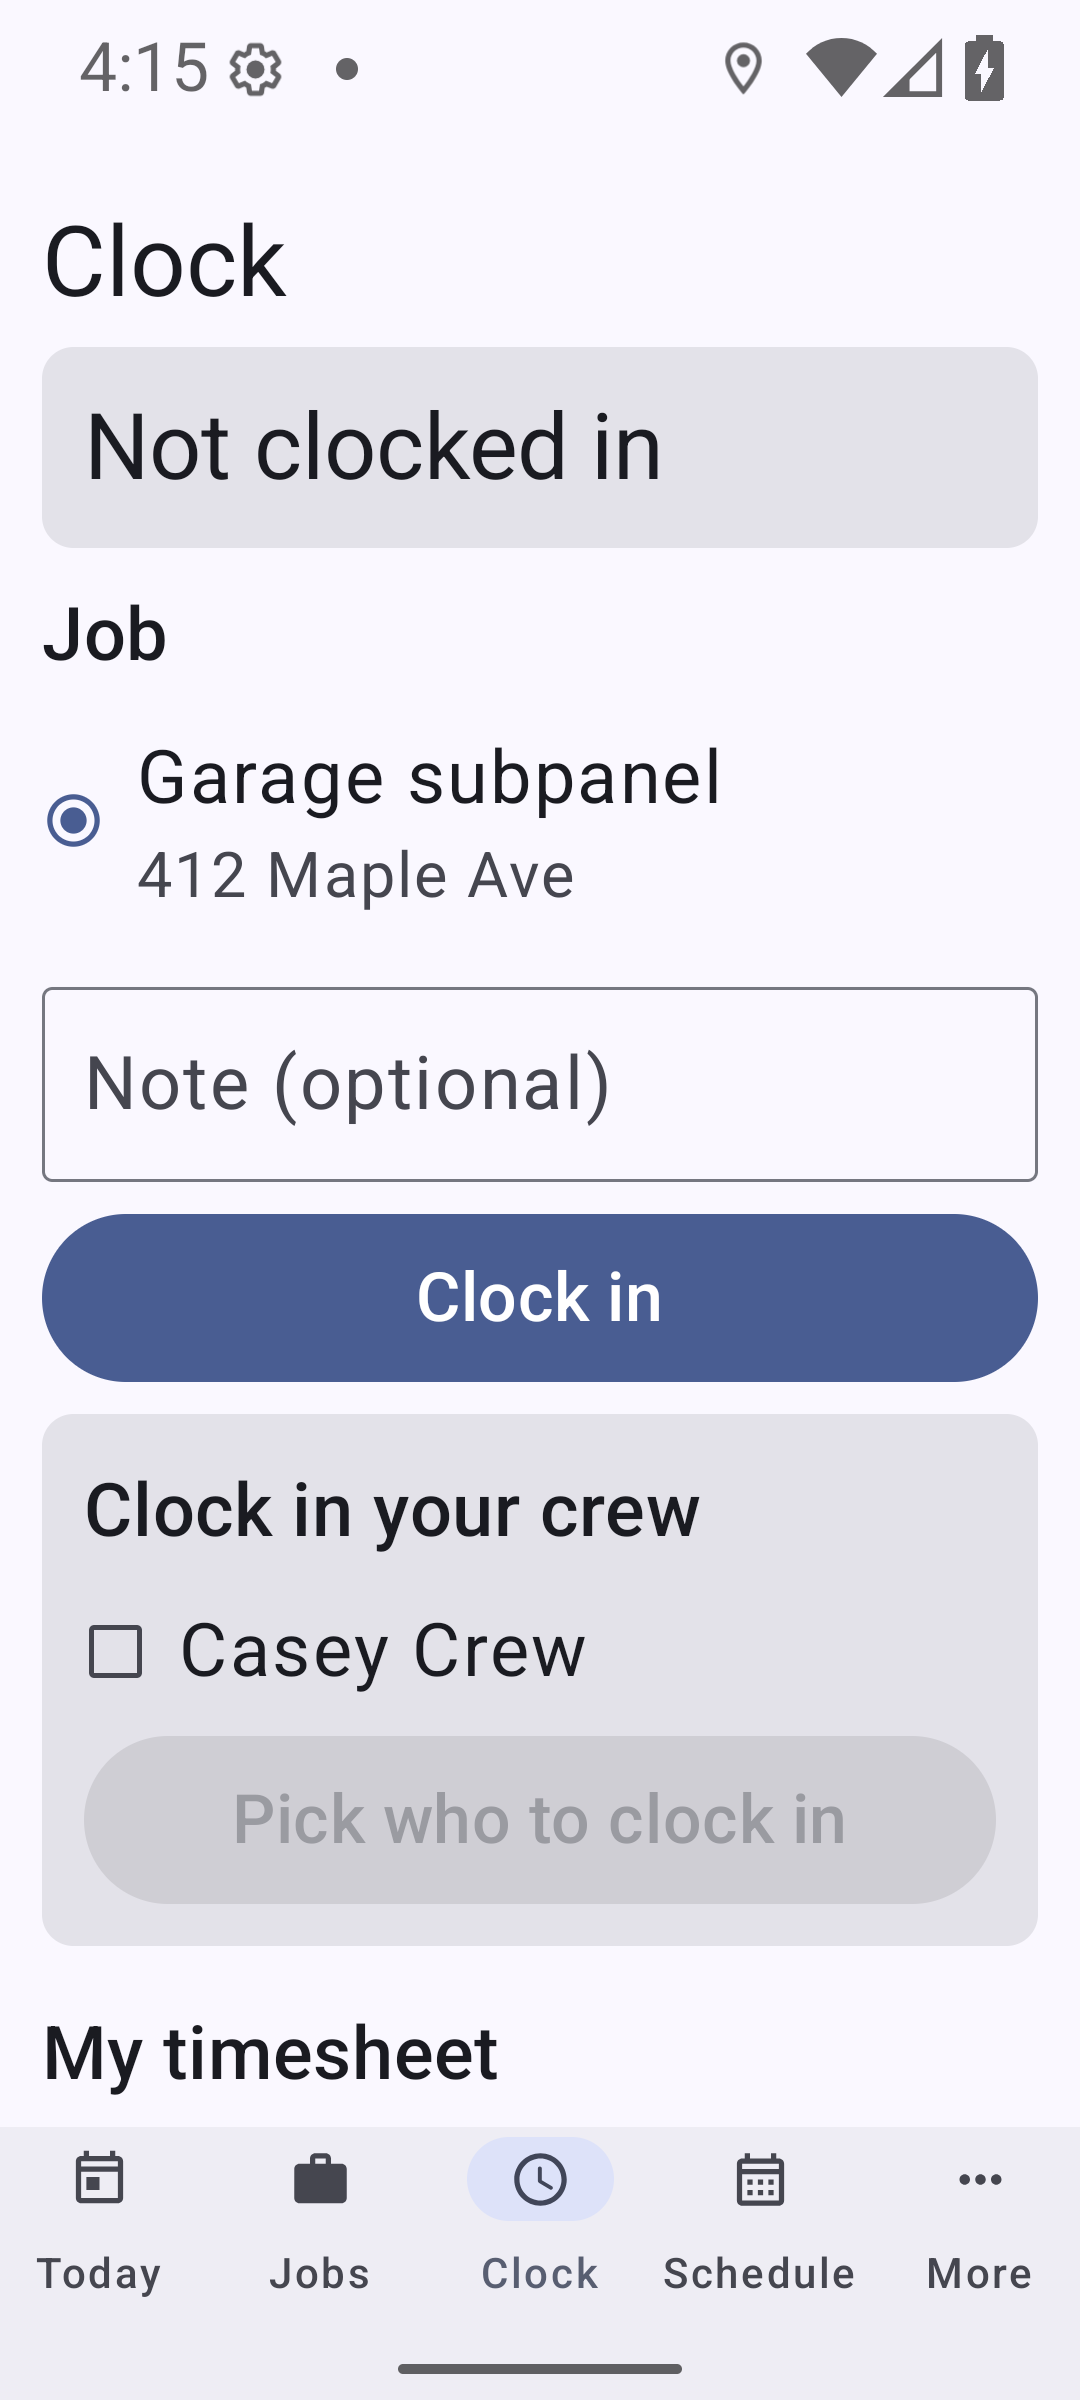 4:15
Clock
Not clocked in
Job
Garage subpanel
412 Maple Ave
Note (optional)
Clock in
Clock in your crew
Casey Crew
Pick who to clock in
My timesheet
Today Jobs Clock Schedule More